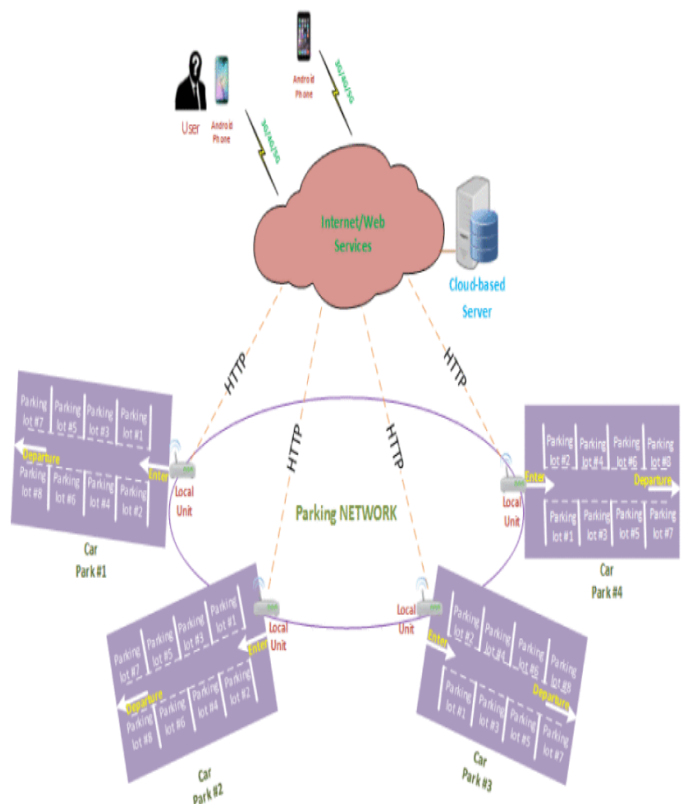 Android
Phone
3G/4G/GE
User
Android
Phone
3G/4G/GE
Internet/Web
Services
Cloud-based
Server
HTTP
HTTP
HTTP
HTTP
Parking
lot #7
Parking
lot #5
Parking
lot #3
Parking
lot #1
Departure
Enter
Parking
lot #8
Parking
lot #6
Parking
lot #4
Parking
lot #2
Local
Unit
Car
Park #1
Parking
lot #2
Parking
lot #4
Parking
lot #6
Parking
lot #8
Enter
Departure
Parking
lot #1
Parking
lot #3
Parking
lot #5
Parking
lot #7
Local
Unit
Car
Park #4
Parking NETWORK
Parking
lot #7
Parking
lot #5
Parking
lot #3
Parking
lot #1
Departure
Enter
Parking
lot #8
Parking
lot #6
Parking
lot #4
Parking
lot #2
Local
Unit
Car
Park #2
Local
Unit
Parking
lot #2
Parking
lot #4
Parking
lot #6
Parking
lot #8
Enter
Departure
Parking
lot #1
Parking
lot #3
Parking
lot #5
Parking
lot #7
Car
Park #3